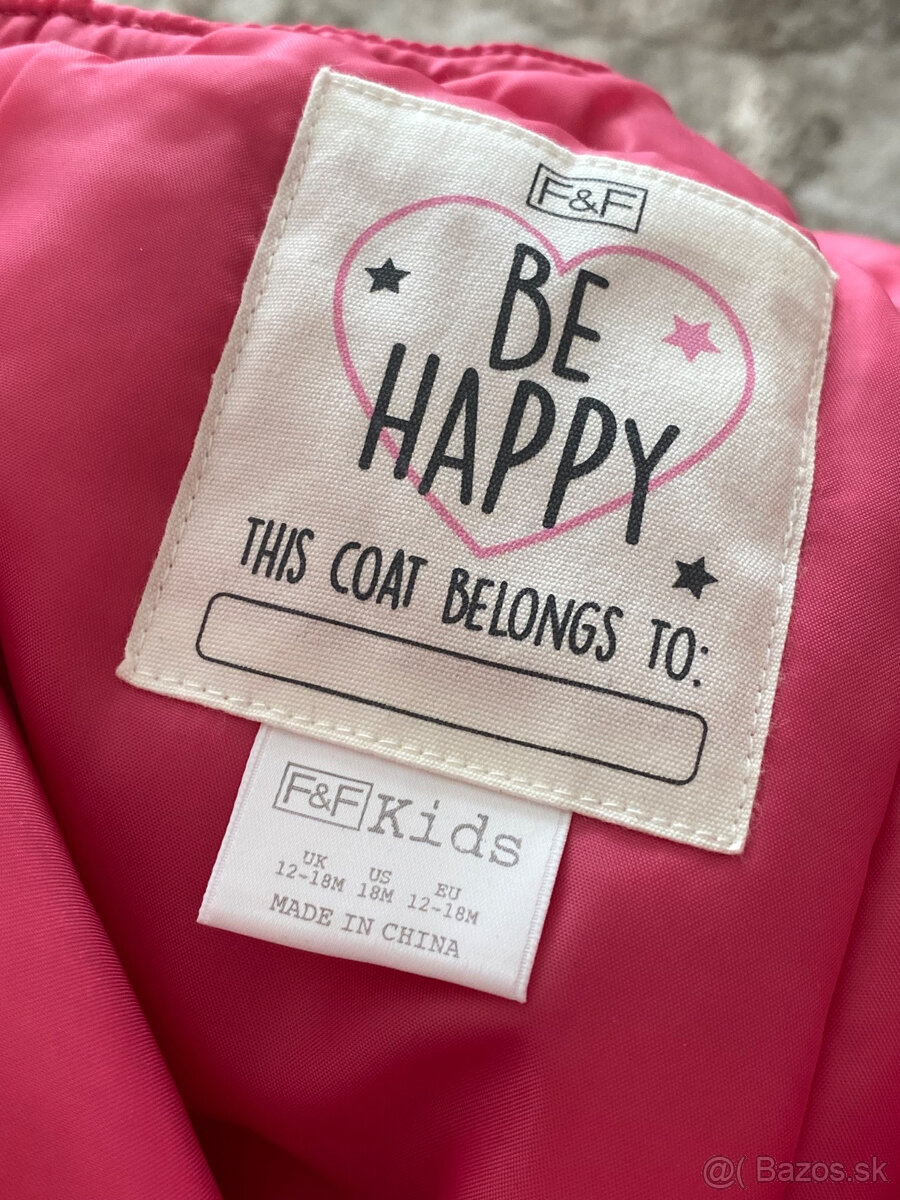 F&F
BE
HAPPY
THIS COAT BELONGS TO:
F&F Kids
UK US EU
12-18M 18M 12-18M
MADE IN CHINA
@( Bazos.sk